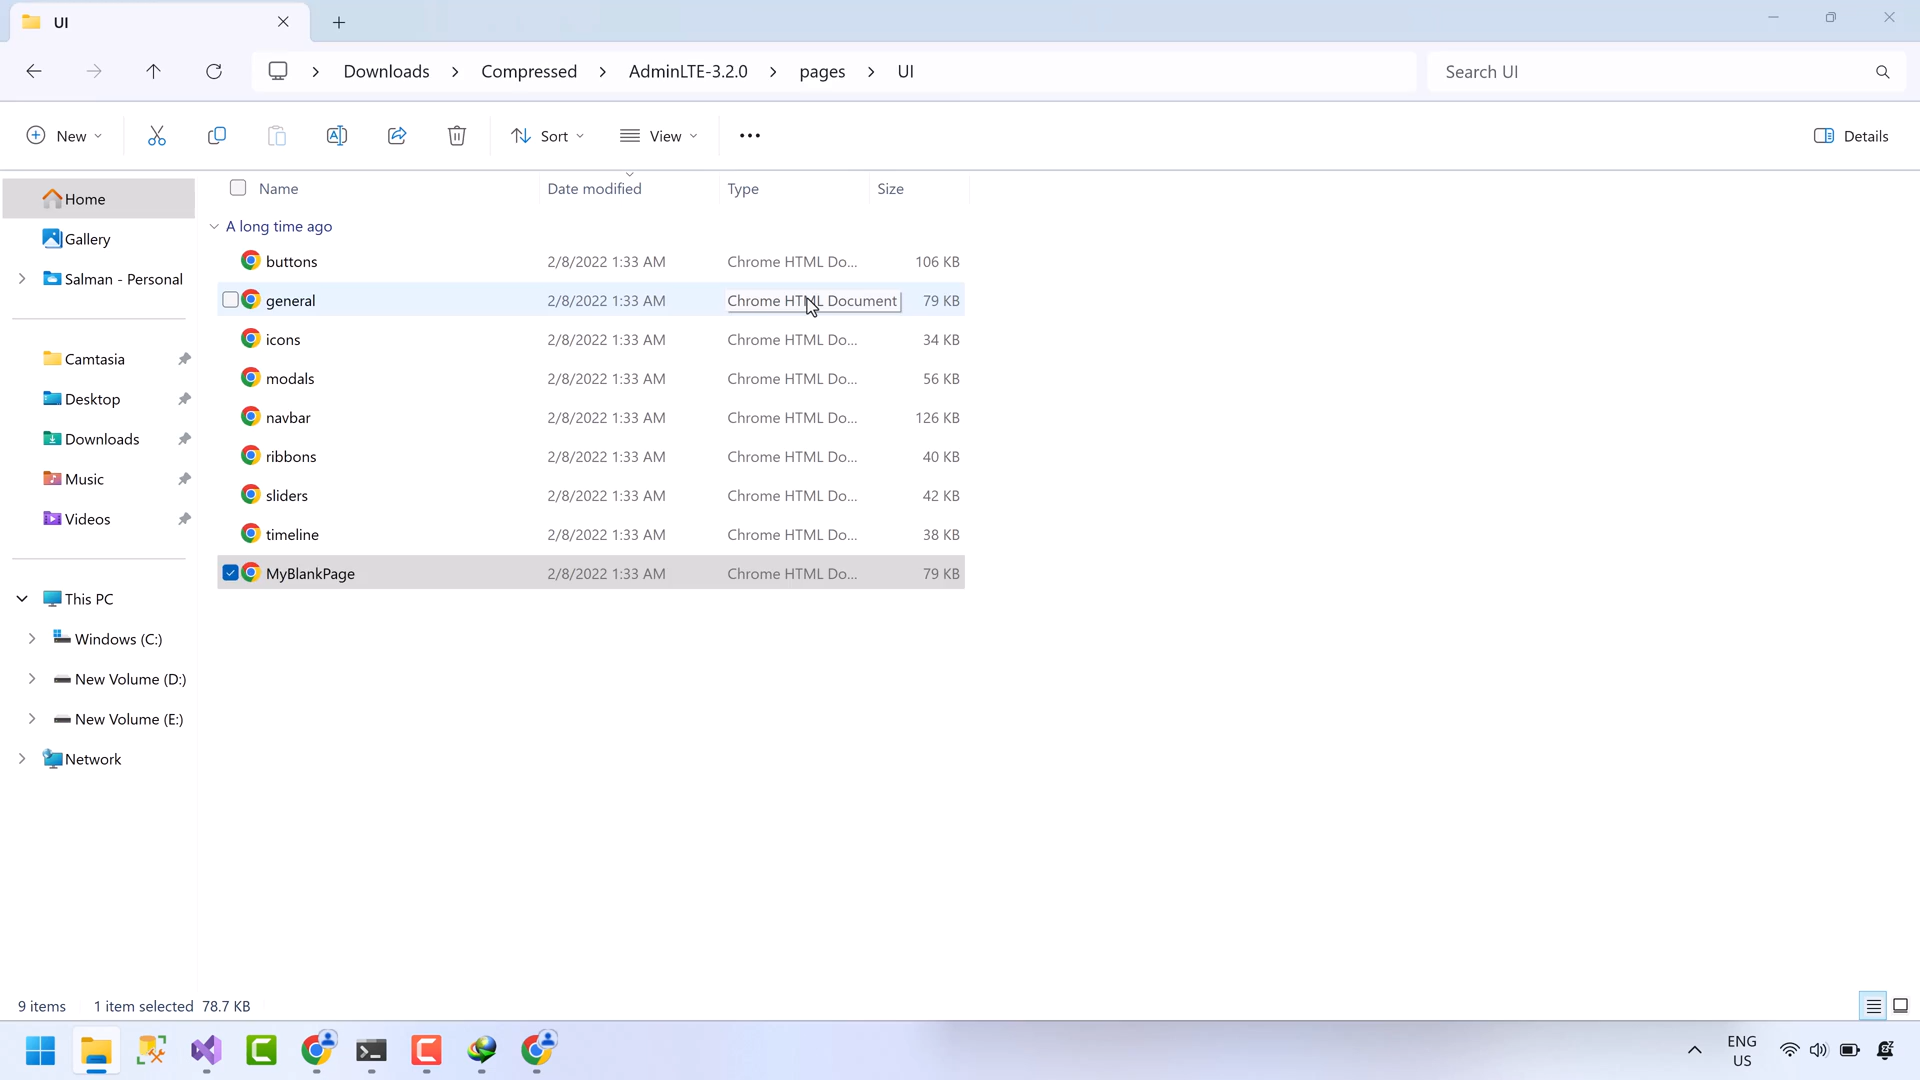 UI
Downloads Compressed AdminLTE-3.2.0 pages UI
Search UI
New
Sort
View
Details
Name Date modified Type Size
A long time ago
buttons 2/8/2022 1:33 AM Chrome HTML Do... 106 KB
general 2/8/2022 1:33 AM Chrome HTML Document 79 KB
icons 2/8/2022 1:33 AM Chrome HTML Do... 34 KB
modals 2/8/2022 1:33 AM Chrome HTML Do... 56 KB
navbar 2/8/2022 1:33 AM Chrome HTML Do... 126 KB
ribbons 2/8/2022 1:33 AM Chrome HTML Do... 40 KB
sliders 2/8/2022 1:33 AM Chrome HTML Do... 42 KB
timeline 2/8/2022 1:33 AM Chrome HTML Do... 38 KB
MyBlankPage 2/8/2022 1:33 AM Chrome HTML Do... 79 KB
Home
Gallery
Salman - Personal
Camtasia
Desktop
Downloads
Music
Videos
This PC
Windows (C:)
New Volume (D:)
New Volume (E:)
Network
9 items 1 item selected 78.7 KB
ENG
US